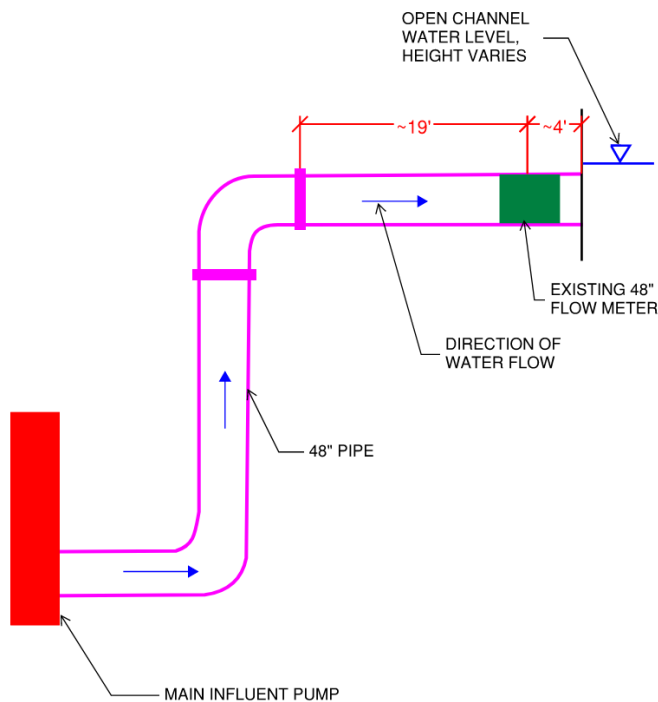 OPEN CHANNEL
WATER LEVEL,
HEIGHT VARIES
~19'
~4'
EXISTING 48"
FLOW METER
DIRECTION OF
WATER FLOW
48" PIPE
MAIN INFLUENT PUMP